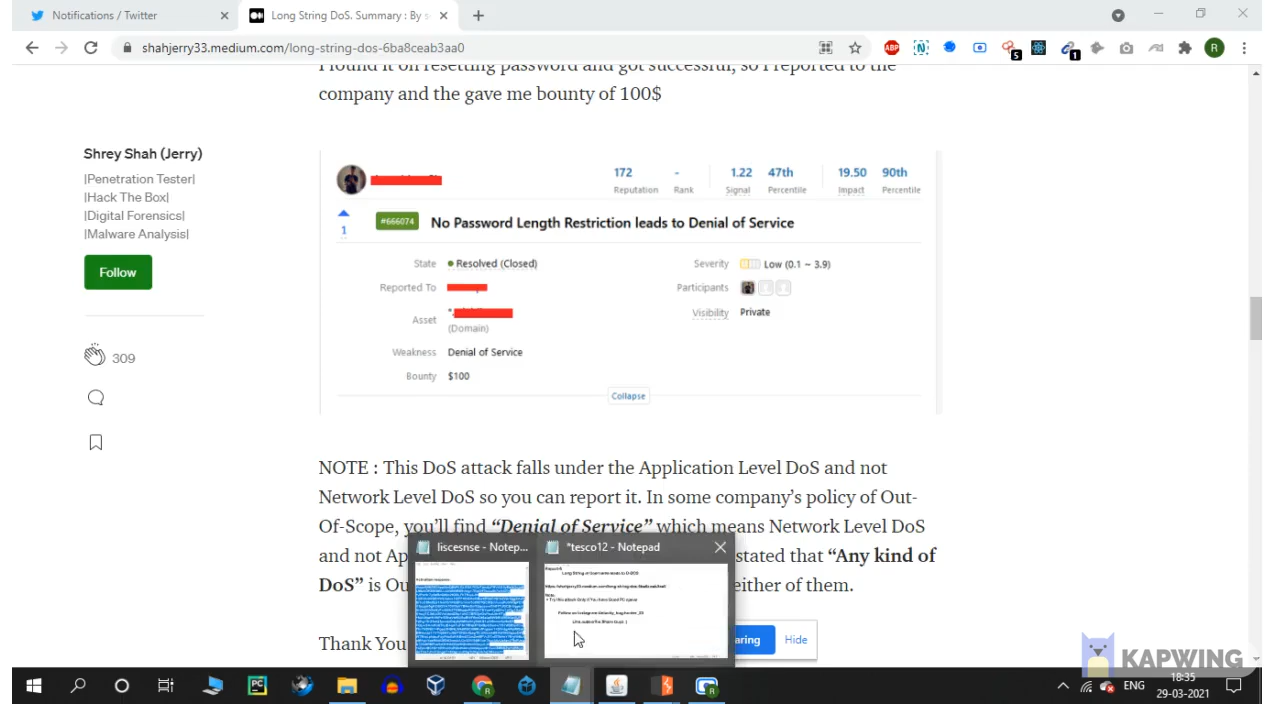 Notifications / Twitter
Long String DoS. Summary : By s
shahjerry33.medium.com/long-string-dos-6ba8ceab3aa0
ABP
N
5
1
R
I found it on resetting password and got successful, so I reported to the
company and the gave me bounty of 100$
Shrey Shah (Jerry)
|Penetration Tester|
|Hack The Box|
|Digital Forensics|
|Malware Analysis|
Follow
309
172
Reputation
-
Rank
1.22
Signal
47th
Percentile
19.50
Impact
90th
Percentile
1
#666074
No Password Length Restriction leads to Denial of Service
State
Resolved (Closed)
Severity
Low (0.1 ~ 3.9)
Reported To
Participants
Asset
(Domain)
Visibility
Private
Weakness
Denial of Service
Bounty
$100
Collapse
NOTE : This DoS attack falls under the Application Level DoS and not
Network Level DoS so you can report it. In some company's policy of Out-
Of-Scope, you'll find "Denial of Service" which means Network Level DoS
and not Ap
stated that "Any kind of
DoS" is Ou
either of them.
Thank You
liscesnse - Notep...
*tesco12 - Notepad
aring
Hide
KAPWING
PC
R
R
ENG
18:35
29-03-2021